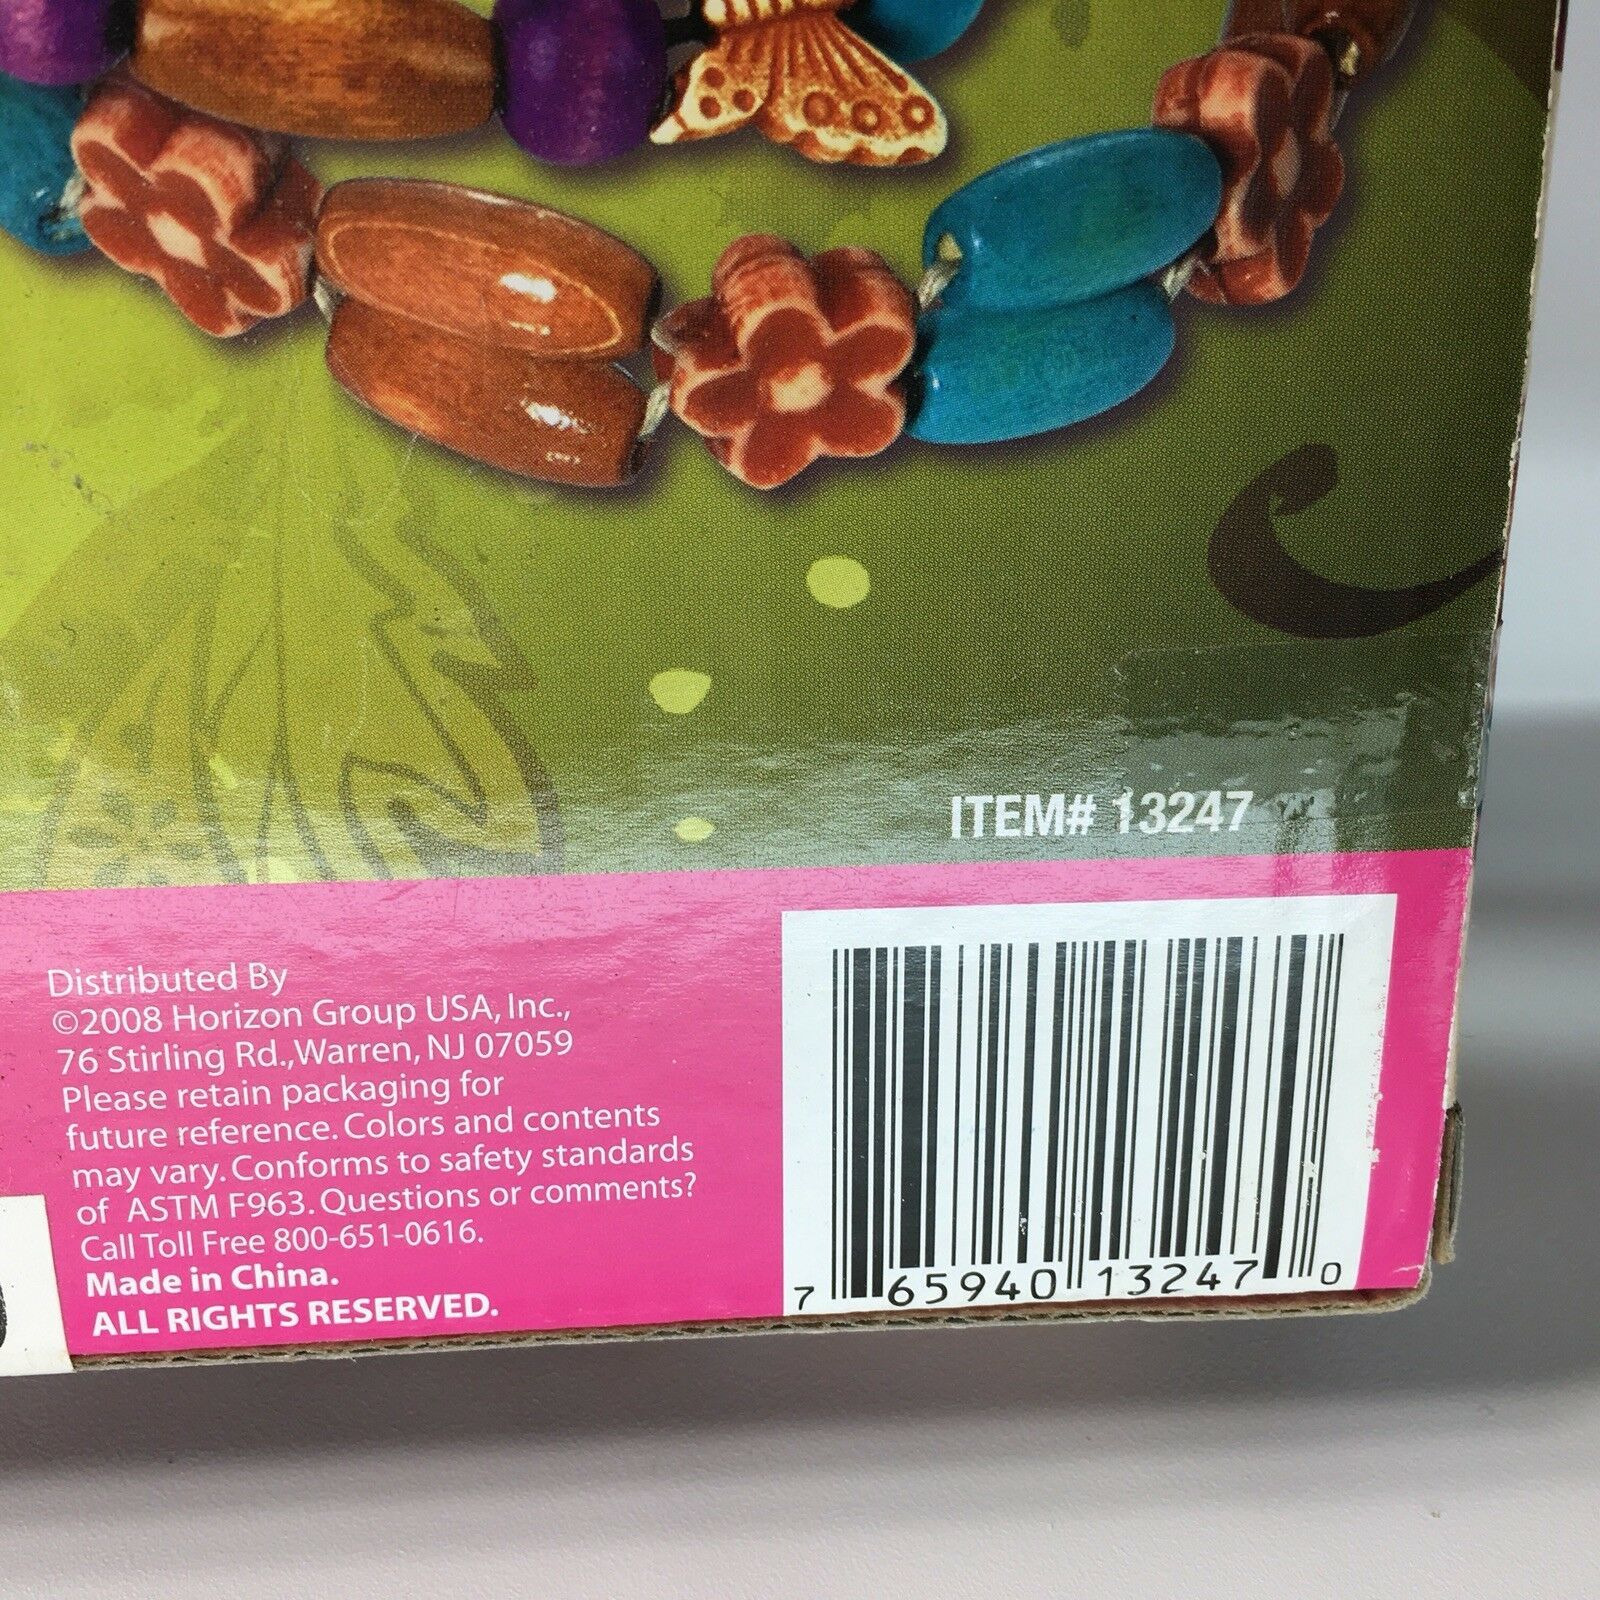 ITEM# 13247
Distributed By
©2008 Horizon Group USA, Inc.,
76 Stirling Rd.,Warren, NJ 07059
Please retain packaging for
future reference. Colors and contents
may vary. Conforms to safety standards
of ASTM F963. Questions or comments?
Call Toll Free 800-651-0616.
Made in China.
ALL RIGHTS RESERVED.
7 65940 13247 0